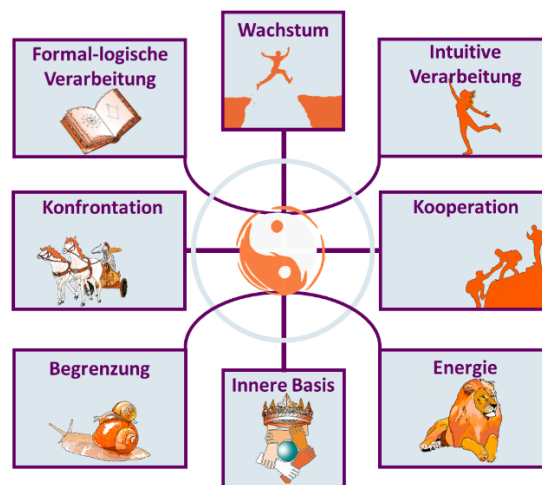 Wachstum
Formal-logische
Verarbeitung
Intuitive
Verarbeitung
Konfrontation
Kooperation
Begrenzung
Innere Basis
Energie